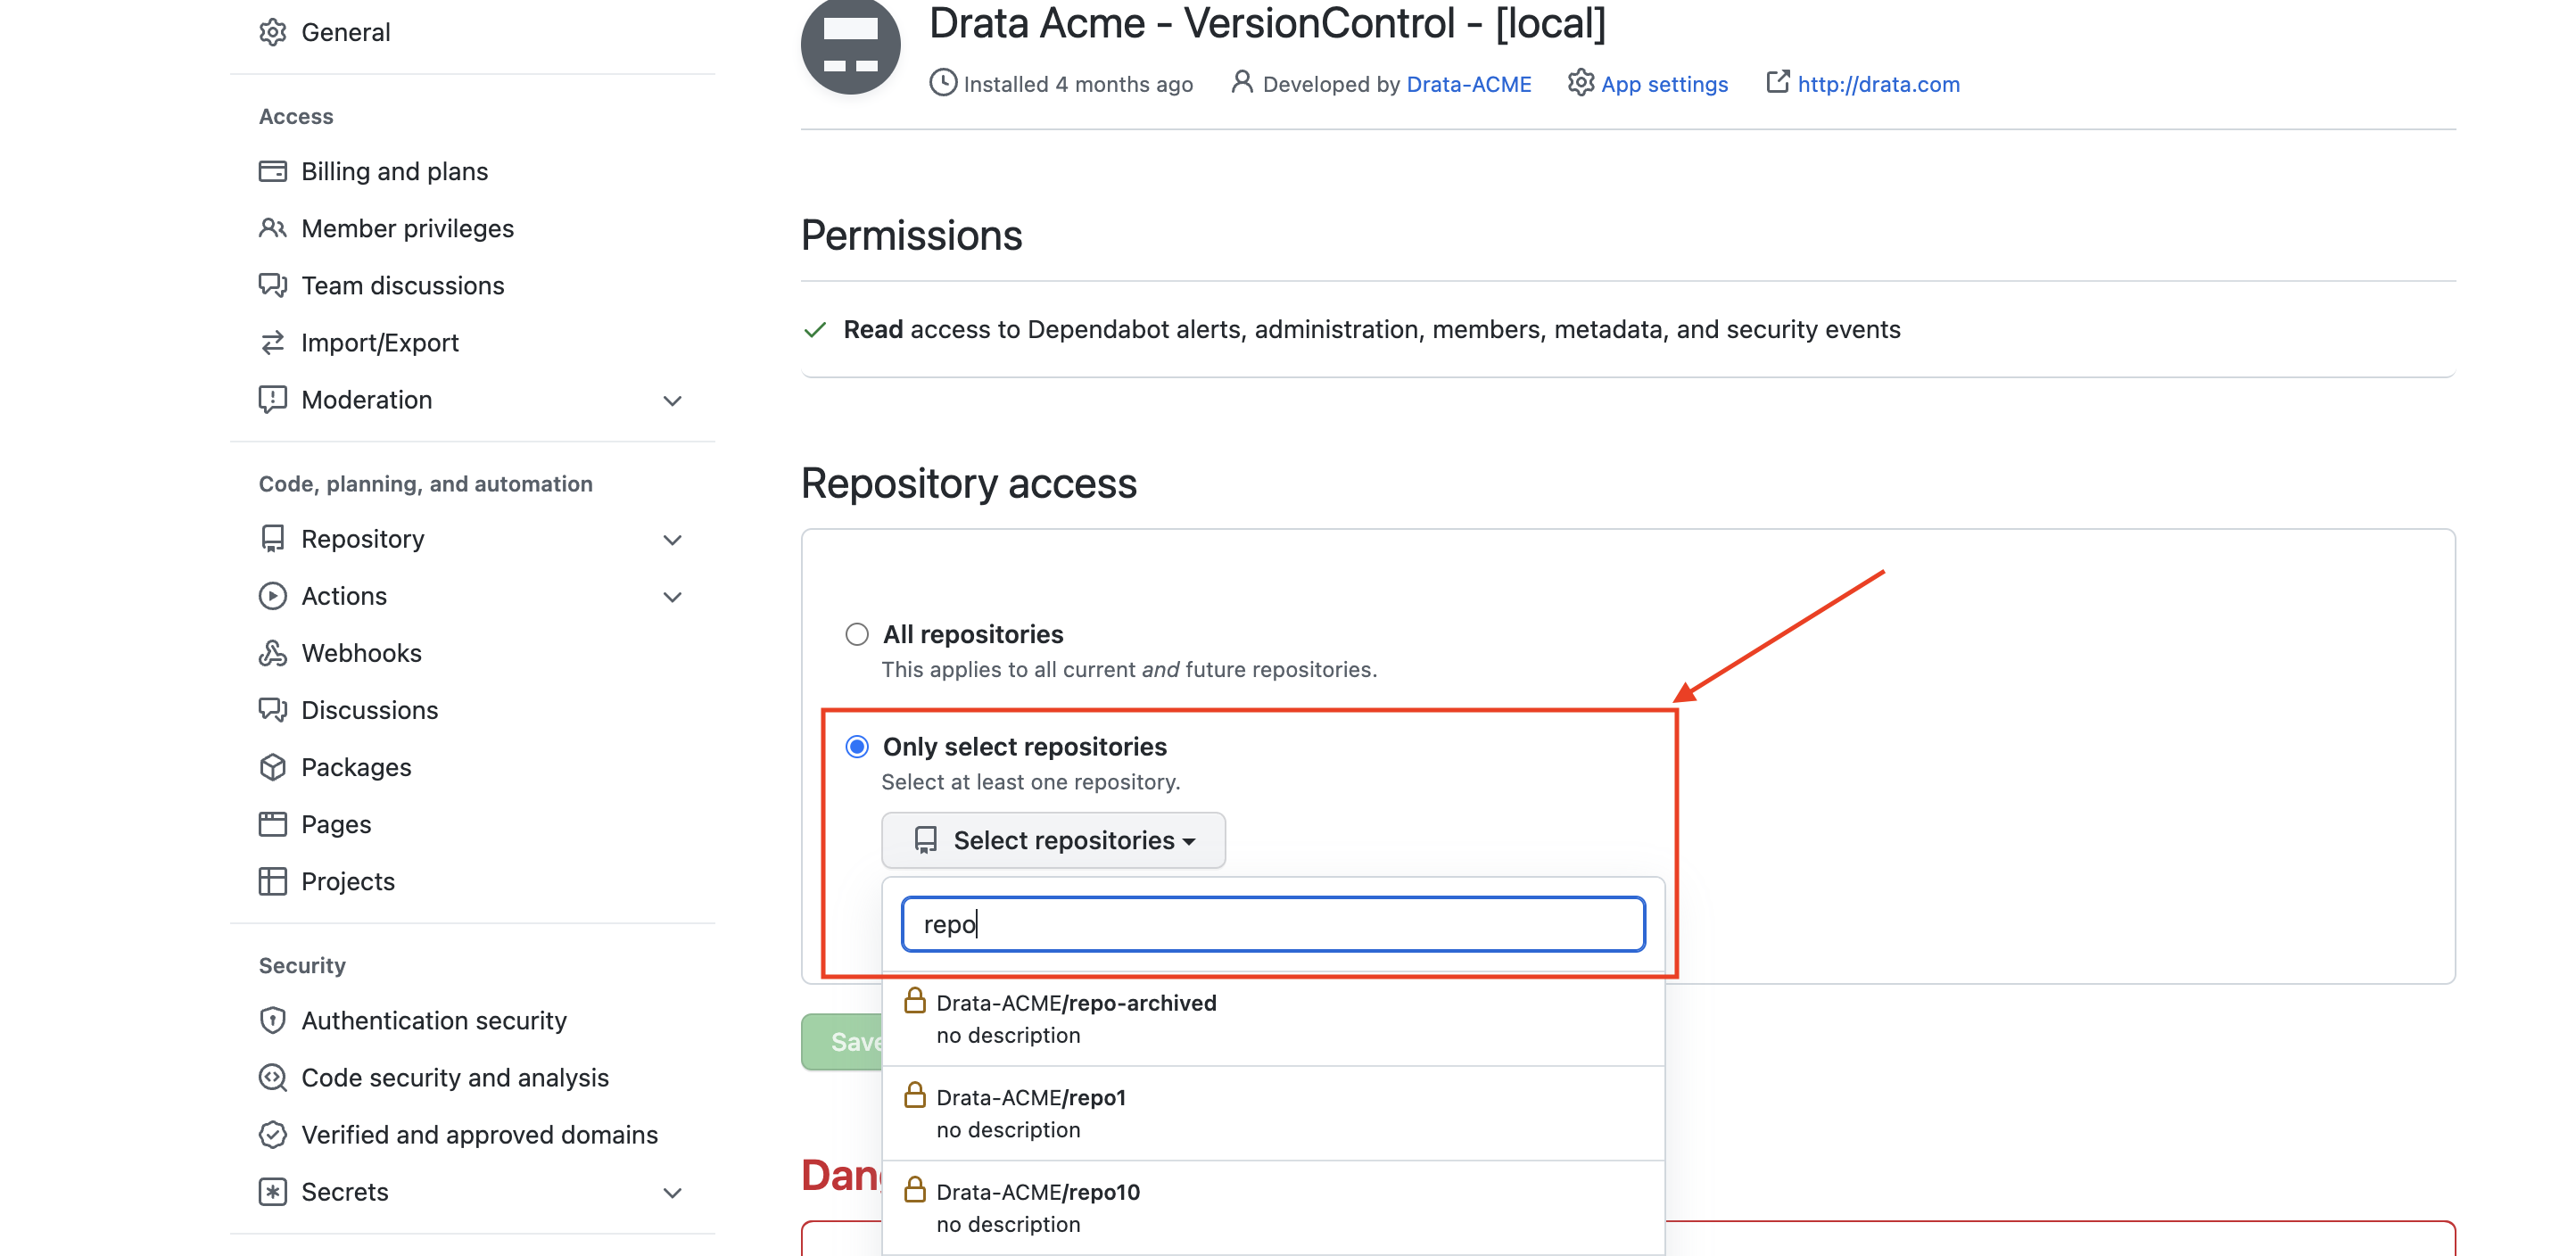 General
Access
Billing and plans
Member privileges
Team discussions
Import/Export
Moderation
Code, planning, and automation
Repository
Actions
Webhooks
Discussions
Packages
Pages
Projects
Security
Authentication security
Code security and analysis
Verified and approved domains
Secrets
Drata Acme - VersionControl - [local]
Installed 4 months ago Developed by Drata-ACME App settings http://drata.com
Permissions
Read access to Dependabot alerts, administration, members, metadata, and security events
Repository access
All repositories
This applies to all current and future repositories.
Only select repositories
Select at least one repository.
Select repositories
repo
Drata-ACME/repo-archived
no description
Save
Drata-ACME/repo1
no description
Drata-ACME/repo10
no description